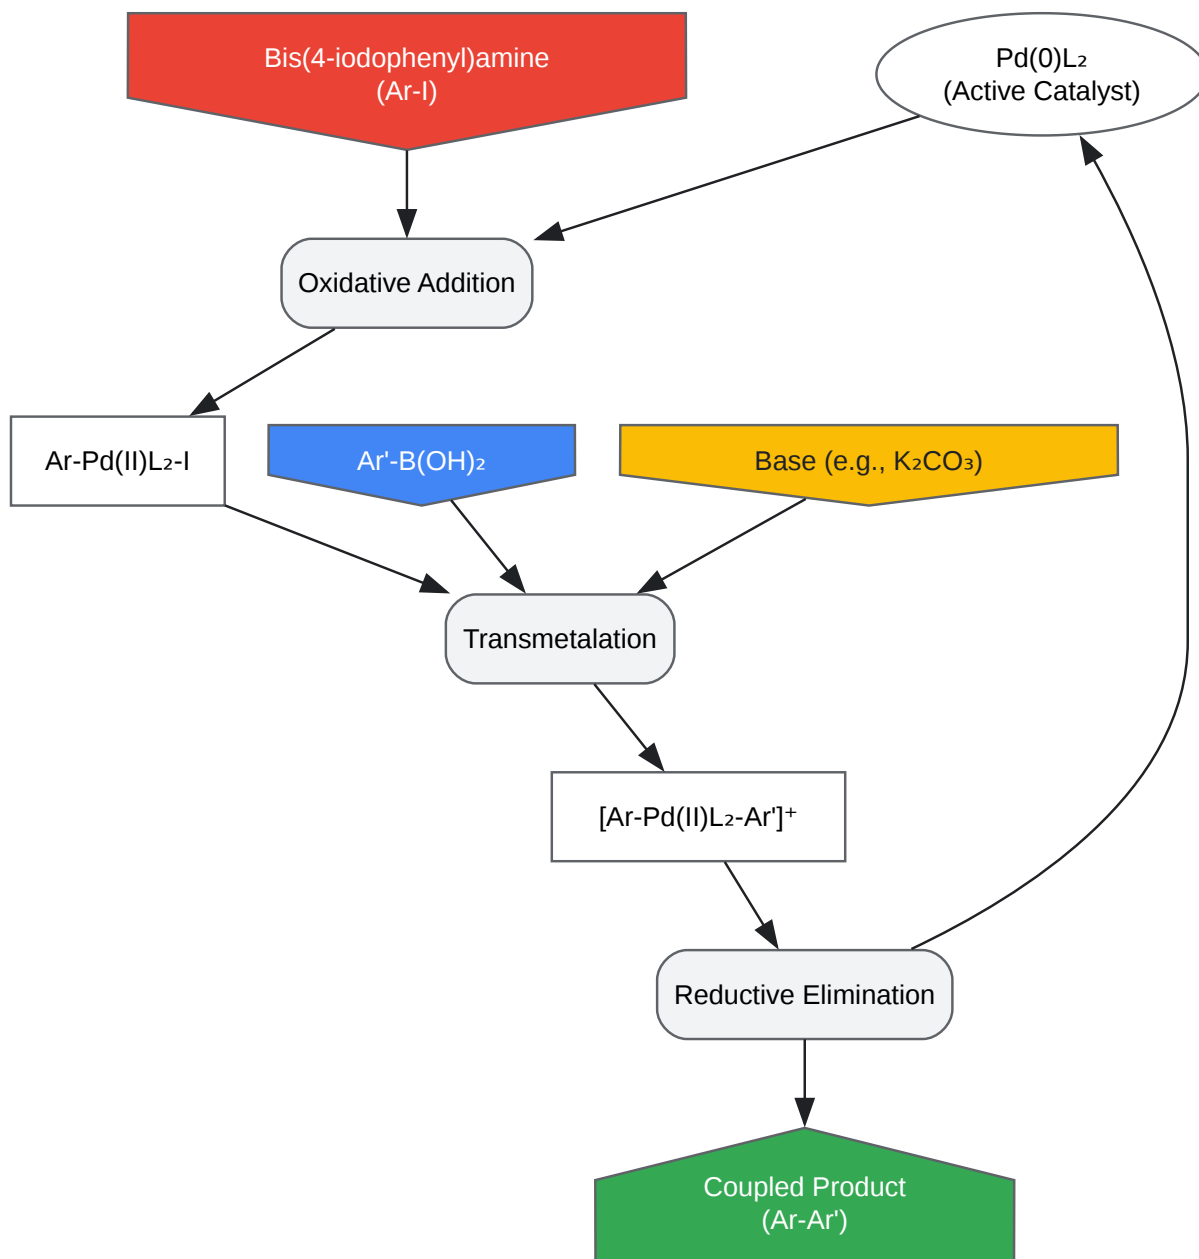 Bis(4-iodophenyl)amine
(Ar-I)
Pd(0)L₂
(Active Catalyst)
Oxidative Addition
Ar-Pd(II)L₂-I
Ar'-B(OH)₂
Base (e.g., K₂CO₃)
Transmetalation
[Ar-Pd(II)L₂-Ar']⁺
Reductive Elimination
Coupled Product
(Ar-Ar')